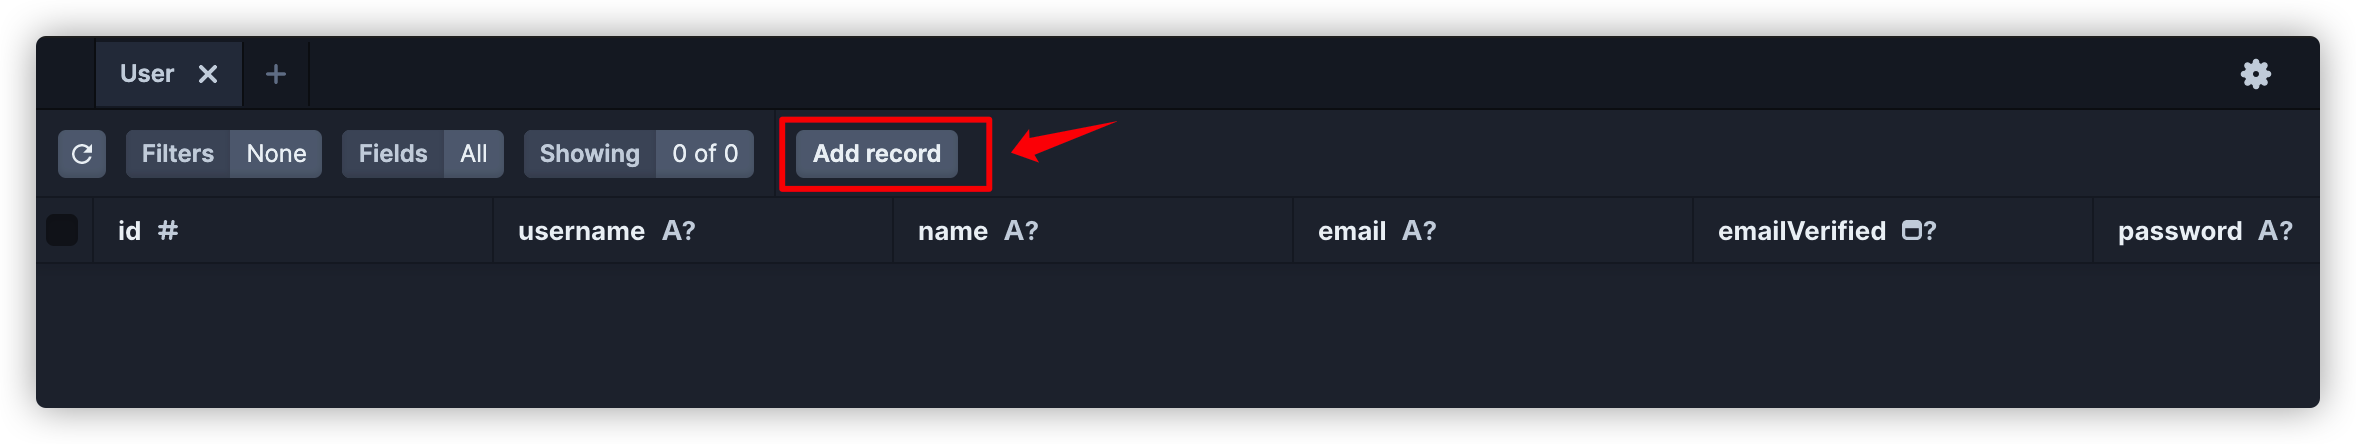 User
Filters None Fields All Showing 0 of 0 Add record
id # username A? name A? email A? emailVerified ? password A?